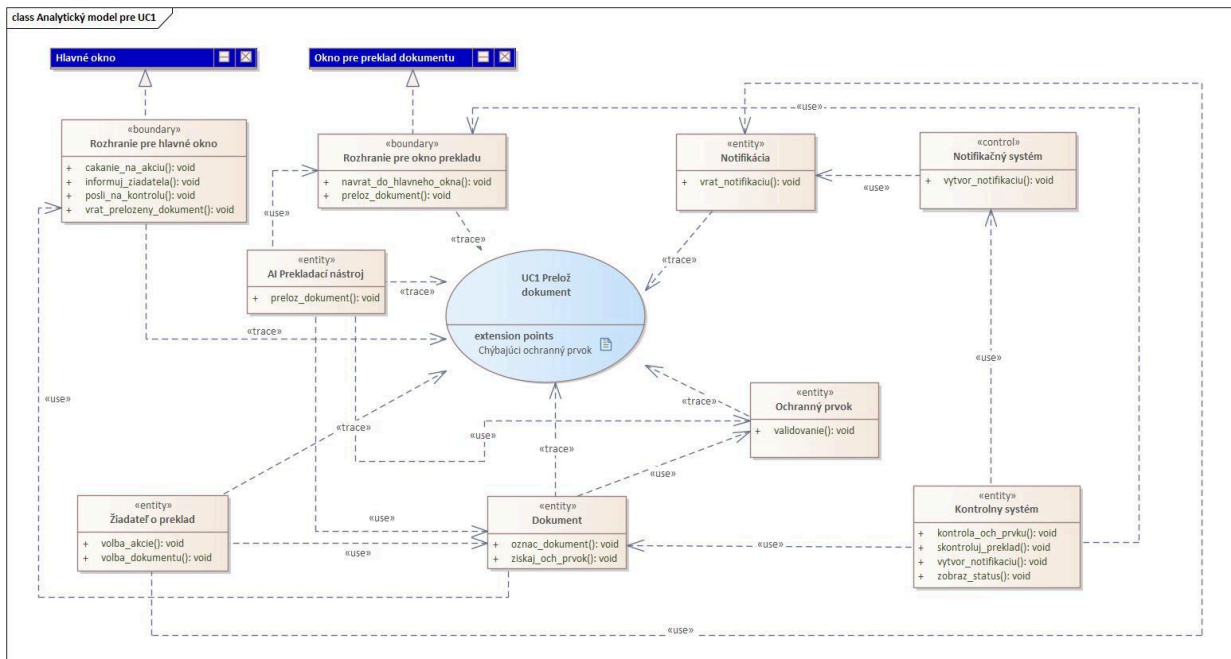 class Analytický model pre UC1
Hlavné okno
Okno pre preklad dokumentu
«boundary»
Rozhranie pre hlavné okno
+ cakanie_na_akciu(): void
+ informuj_ziadatela(): void
+ posli_na_kontrolu(): void
+ vrat_prelozeny_dokument(): void
«boundary»
Rozhranie pre okno prekladu
+ navrat_do_hlavneho_okna(): void
+ preloz_dokument(): void
«use»
«entity»
Notifikácia
+ vrat_notifikaciu(): void
«use»
«control»
Notifikačný systém
+ vytvor_notifikaciu(): void
«use»
«trace»
«entity»
AI Prekladací nástroj
+ preloz_dokument(): void
«trace»
«trace»
UC1 Prelož
dokument
extension points
Chýbajúci ochranný prvok
«trace»
«use»
«use»
«trace»
«entity»
Ochranný prvok
+ validovanie(): void
«trace»
«use»
«trace»
«use»
«entity»
Žiadateľ o preklad
+ volba_akcie(): void
+ volba_dokumentu(): void
«use»
«use»
«entity»
Dokument
+ oznac_dokument(): void
+ ziskaj_och_prvok(): void
«use»
«entity»
Kontrolny systém
+ kontrola_och_prvku(): void
+ skontroluj_preklad(): void
+ vytvor_notifikaciu(): void
+ zobraz_status(): void
«use»